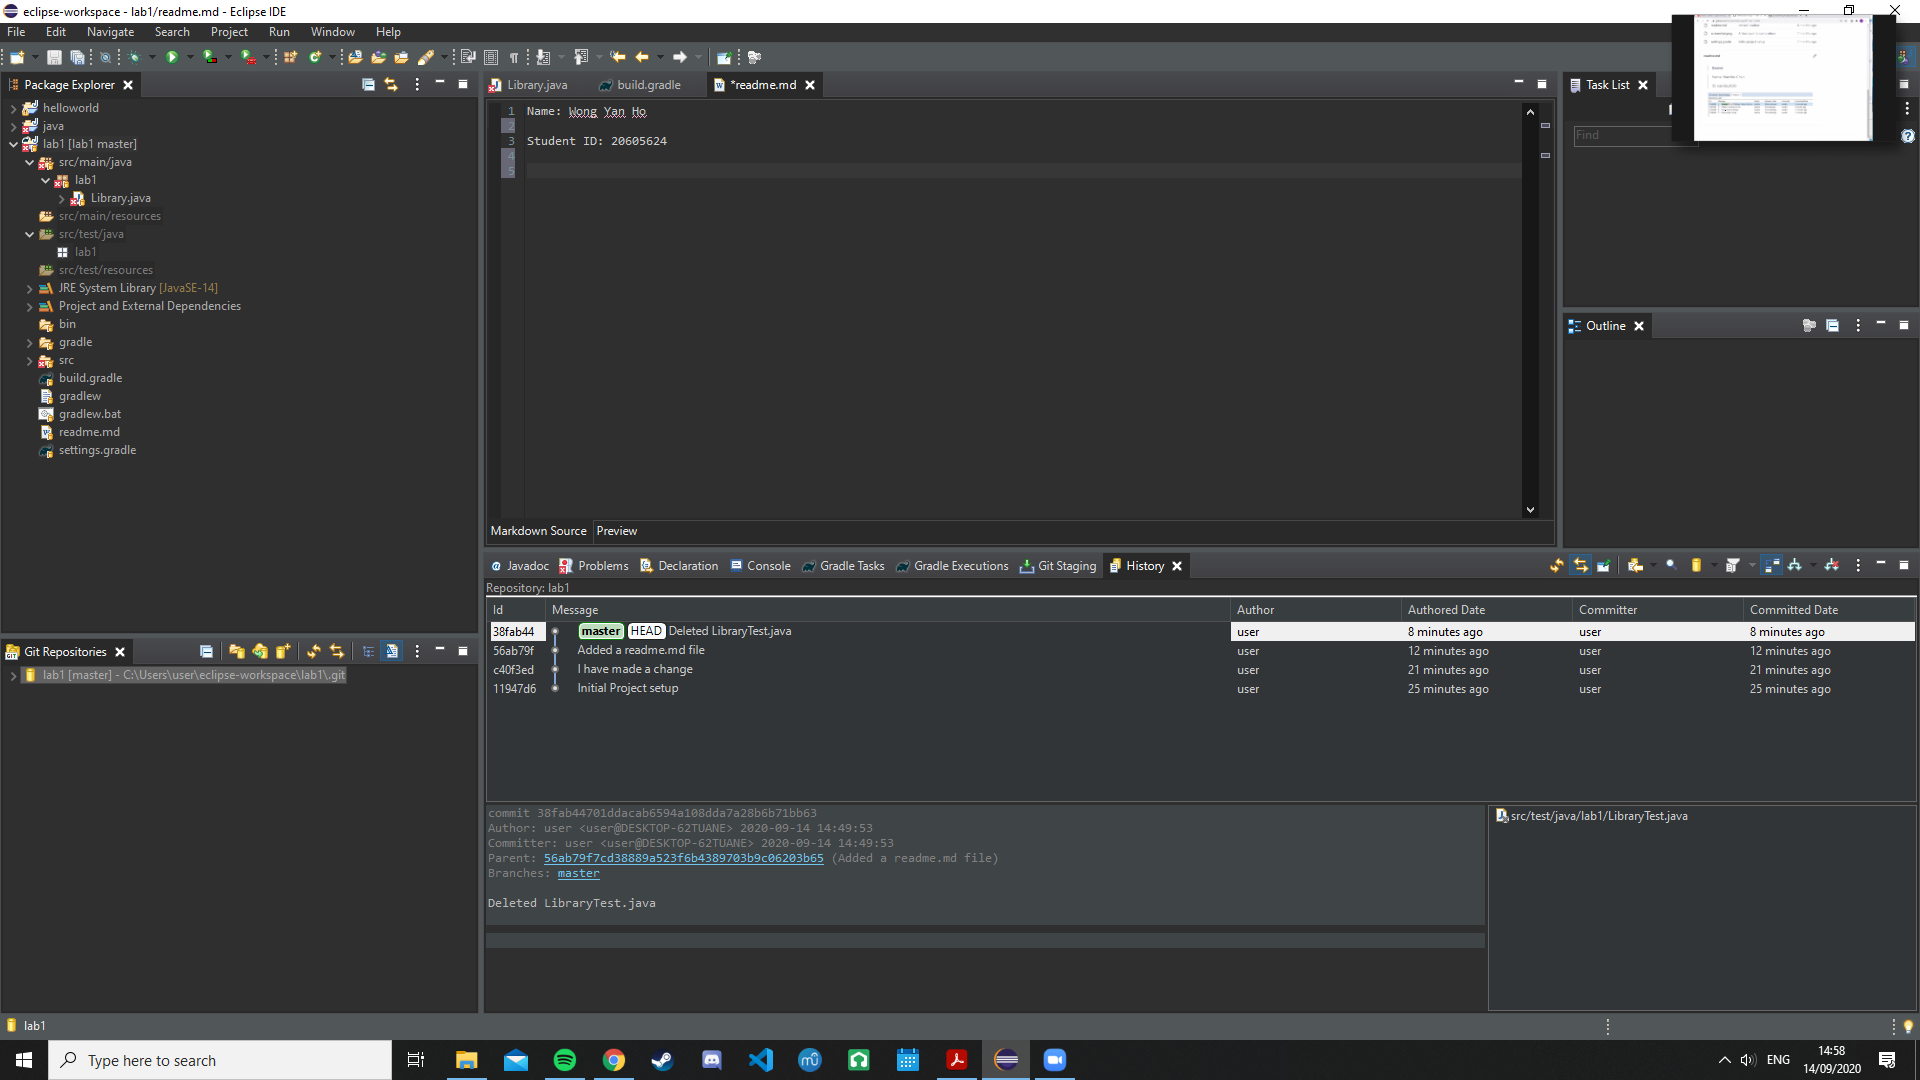 eclipse-workspace - lab1/readme.md - Eclipse IDE
File Edit Navigate Search Project Run Window Help
Package Explorer
helloworld
java
lab1 [lab1 master]
src/main/java
lab1
Library.java
src/main/resources
src/test/java
lab1
src/test/resources
JRE System Library [JavaSE-14]
Project and External Dependencies
bin
gradle
src
build.gradle
gradlew
gradlew.bat
readme.md
settings.gradle
Git Repositories
lab1 [master] - C:\Users\user\eclipse-workspace\lab1\.git
Library.java build.gradle *readme.md
1 Name: Wong Yan Ho
2
3 Student ID: 20605624
4
5
Markdown Source Preview
Task List
Find
Outline
Javadoc Problems Declaration Console Gradle Tasks Gradle Executions Git Staging History
Repository: lab1
Id Message Author Authored Date Committer Committed Date
38fab44 master HEAD Deleted LibraryTest.java user 8 minutes ago user 8 minutes ago
56ab79f Added a readme.md file user 12 minutes ago user 12 minutes ago
c40f3ed I have made a change user 21 minutes ago user 21 minutes ago
11947d6 Initial Project setup user 25 minutes ago user 25 minutes ago
commit 38fab44701ddacab6594a108dda7a28b6b71bb63
Author: user <user@DESKTOP-62TUANE> 2020-09-14 14:49:53
Committer: user <user@DESKTOP-62TUANE> 2020-09-14 14:49:53
Parent: 56ab79f7cd38889a523f6b4389703b9c06203b65 (Added a readme.md file)
Branches: master
Deleted LibraryTest.java
src/test/java/lab1/LibraryTest.java
lab1
Type here to search
ENG
14:58
14/09/2020